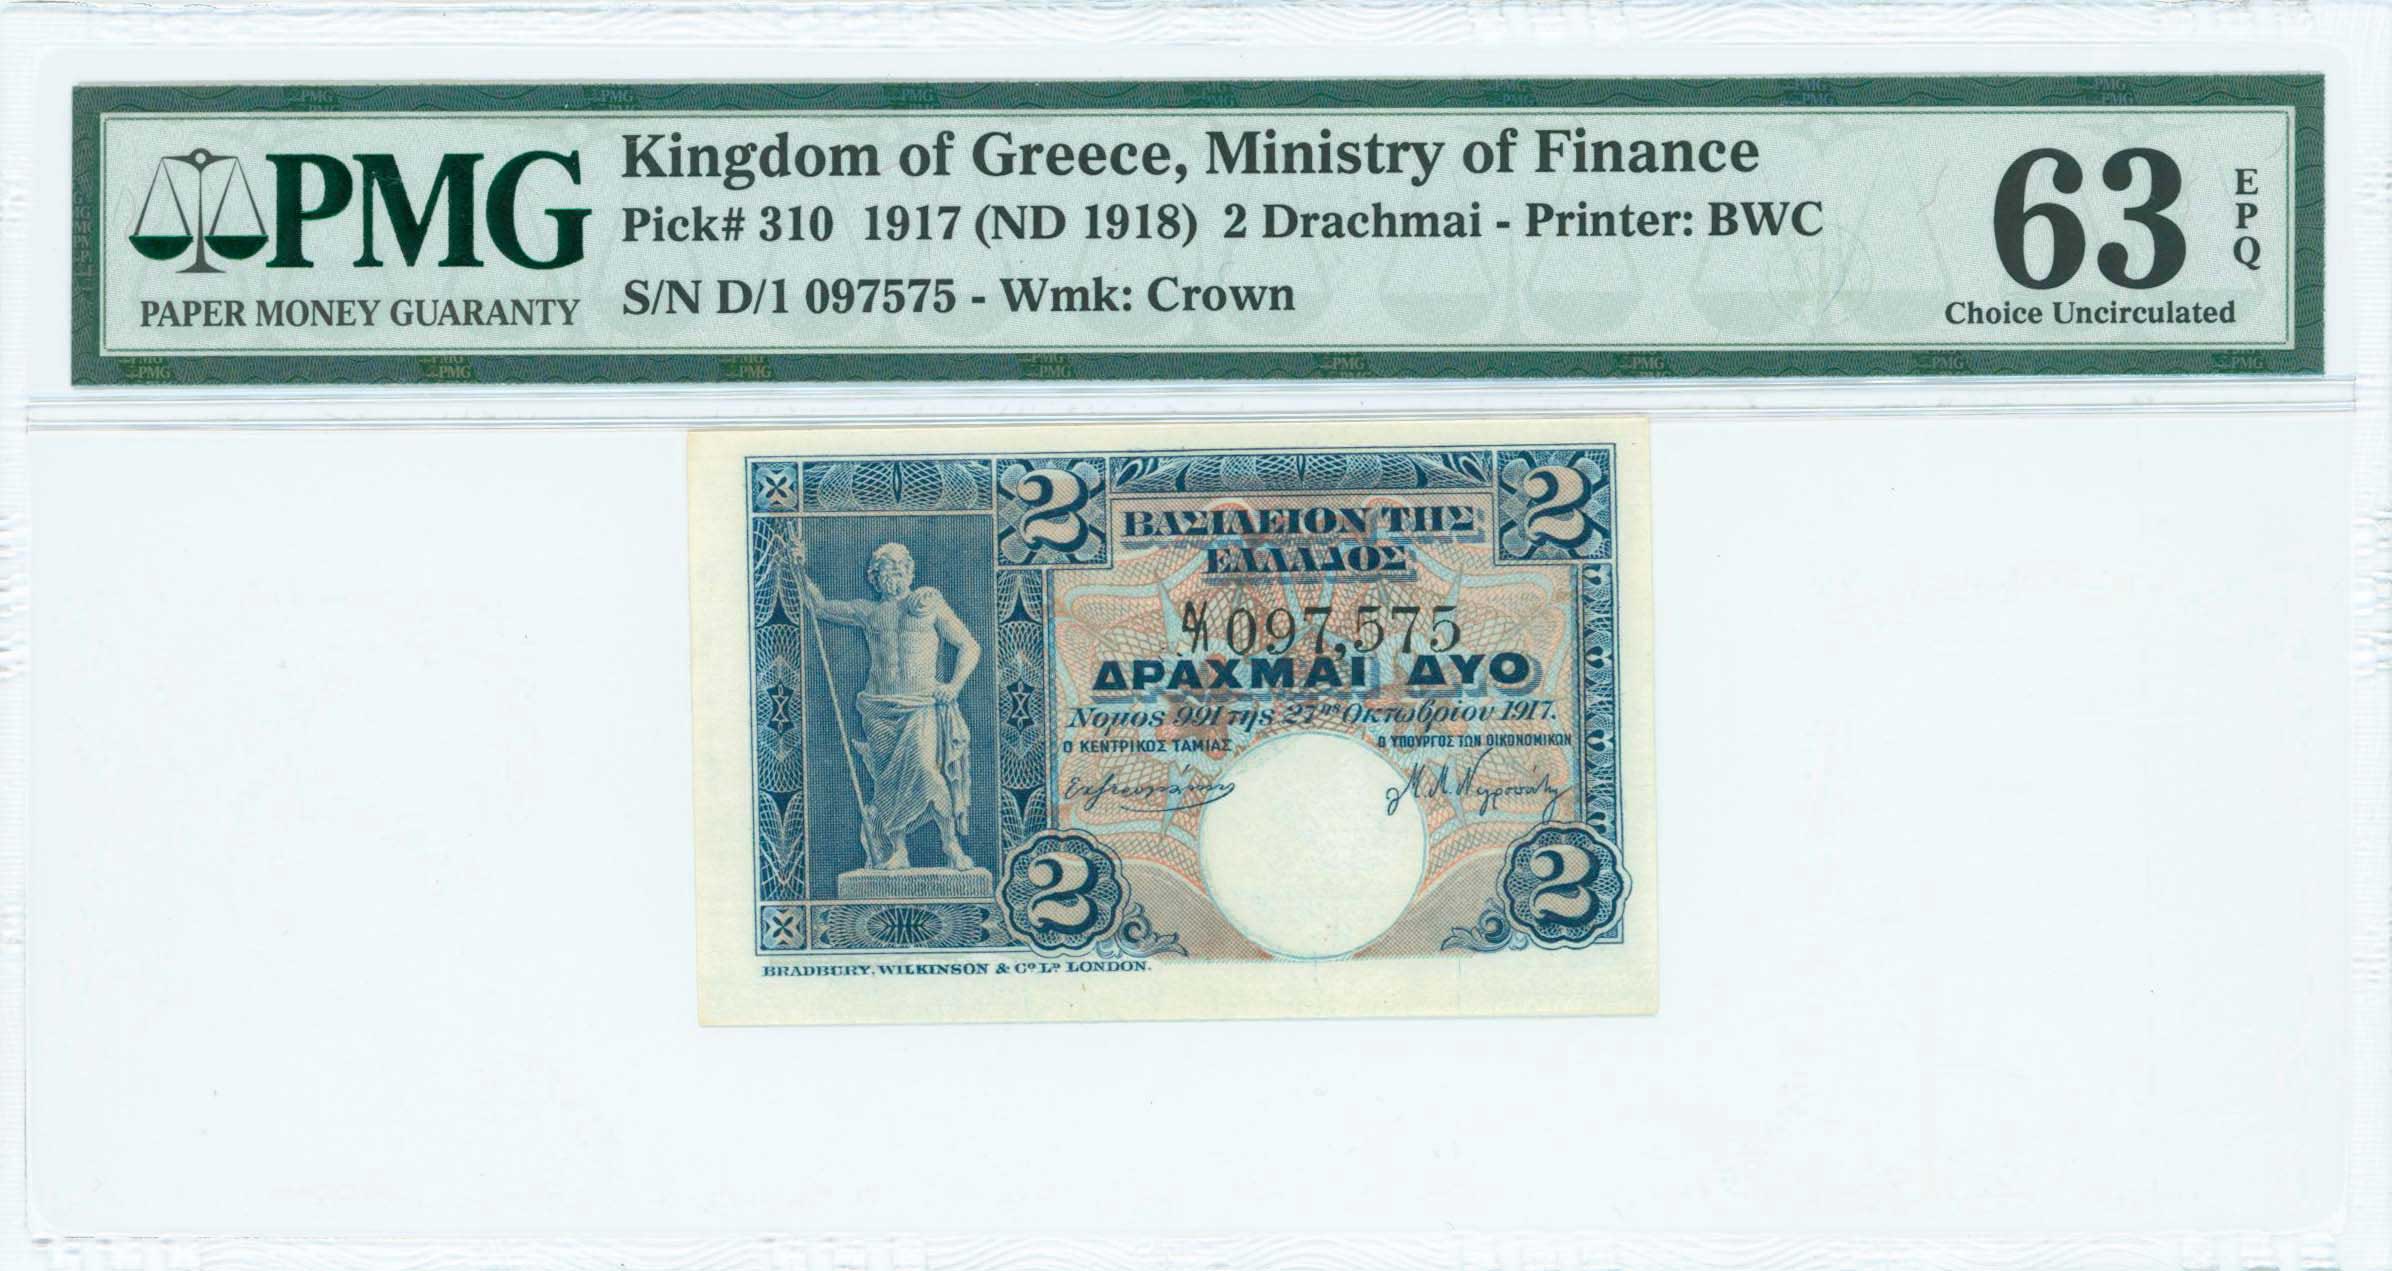 PMG
PAPER MONEY GUARANTY
Kingdom of Greece, Ministry of Finance
Pick# 310 1917 (ND 1918) 2 Drachmai - Printer: BWC
S/N D/1 097575 - Wmk: Crown
63
EPQ
Choice Uncirculated
2 2
ΒΑΣΙΛΕΙΟΝ ΤΗΣ
ΕΛΛΑΔΟΣ
Δ/1 097,575
ΔΡΑΧΜΑΙ ΔΥΟ
Νομος 991 της 27ης Οκτωβρίου 1917.
Ο ΚΕΝΤΡΙΚΟΣ ΤΑΜΙΑΣ Ο ΥΠΟΥΡΓΟΣ ΤΩΝ ΟΙΚΟΝΟΜΙΚΩΝ
2 2
BRADBURY, WILKINSON & Co. Ld. LONDON.